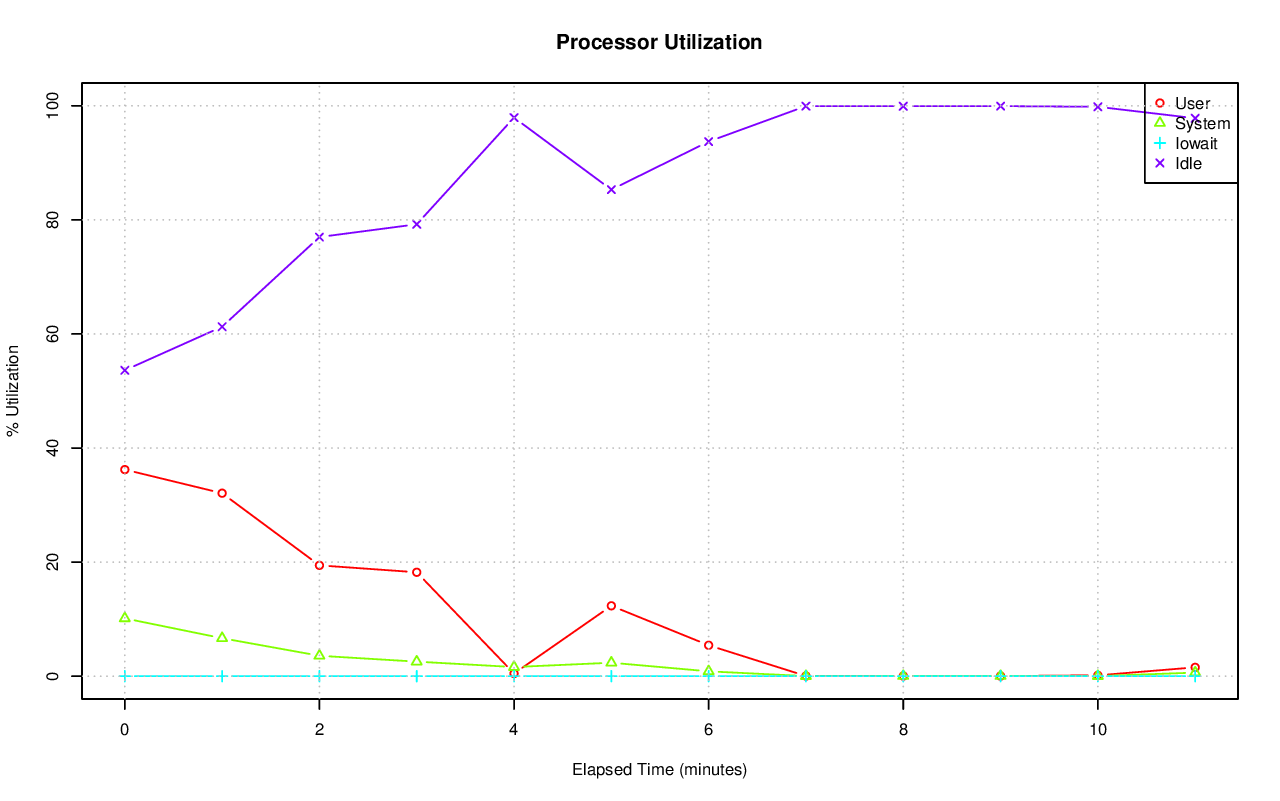 Processor Utilization
% Utilization
100
80
60
40
20
0
User
System
Iowait
Idle
0 2 4 6 8 10
Elapsed Time (minutes)